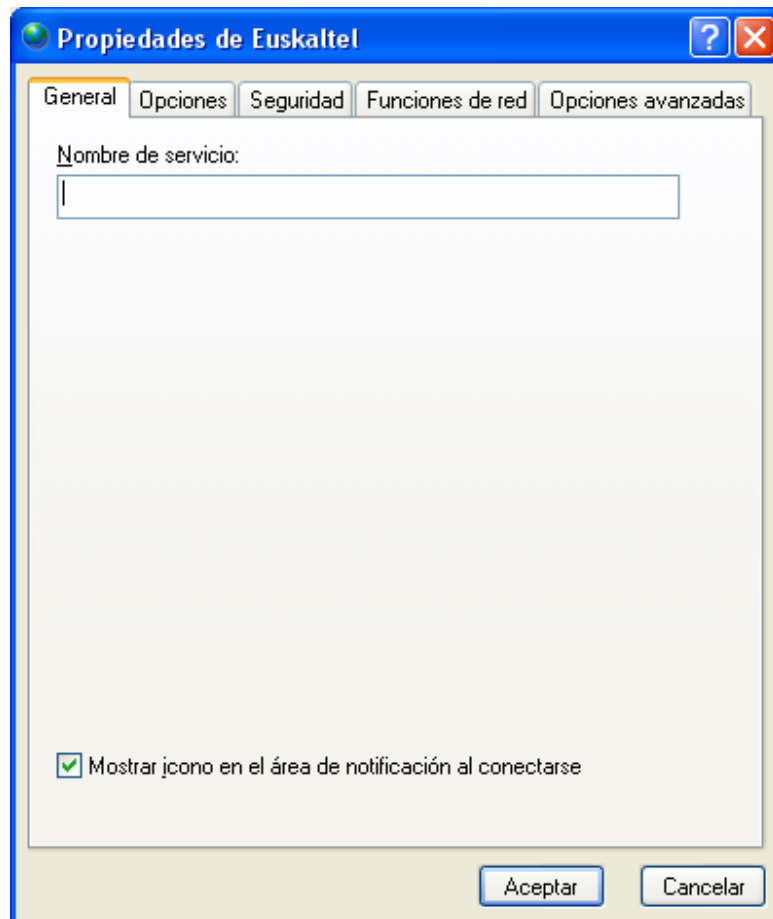 Propiedades de Euskaltel
General Opciones Seguridad Funciones de red Opciones avanzadas
Nombre de servicio:
Mostrar icono en el área de notificación al conectarse
Aceptar Cancelar